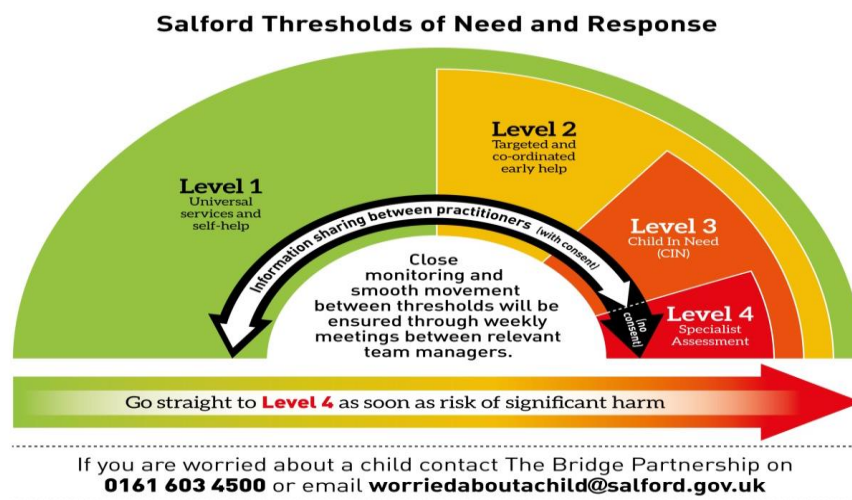 Salford Thresholds of Need and Response
Level 1
Universal
services and
self-help
Level 2
Targeted and
co-ordinated
early help
Level 3
Child In Need
(CIN)
Level 4
Specialist
Assessment
Information sharing between practitioners (with consent)
(no consent)
Close
monitoring and
smooth movement
between thresholds will be
ensured through weekly
meetings between relevant
team managers.
Go straight to Level 4 as soon as risk of significant harm
If you are worried about a child contact The Bridge Partnership on
0161 603 4500 or email worriedaboutachild@salford.gov.uk